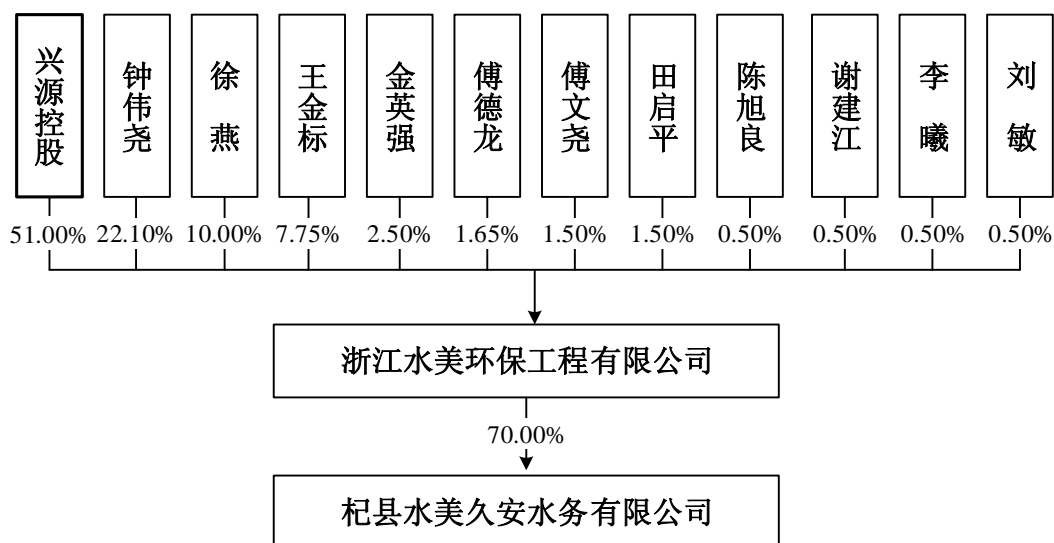 兴源控股
钟伟尧
徐燕
王金标
金英强
傅德龙
傅文尧
田启平
陈旭良
谢建江
李曦
刘敏
51.00% 22.10% 10.00% 7.75% 2.50% 1.65% 1.50% 1.50% 0.50% 0.50% 0.50% 0.50%
浙江水美环保工程有限公司
70.00%
杞县水美久安水务有限公司